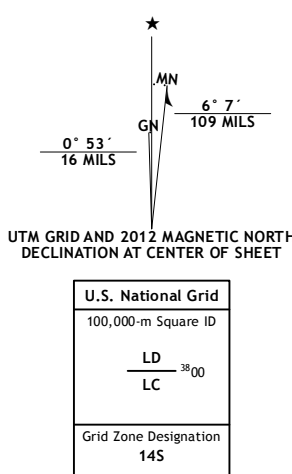 ★
MN
GN
6° 7´
109 MILS
0° 53´
16 MILS
UTM GRID AND 2012 MAGNETIC NORTH
DECLINATION AT CENTER OF SHEET
U.S. National Grid
100,000-m Square ID
LD
³⁸00
LC
Grid Zone Designation
14S